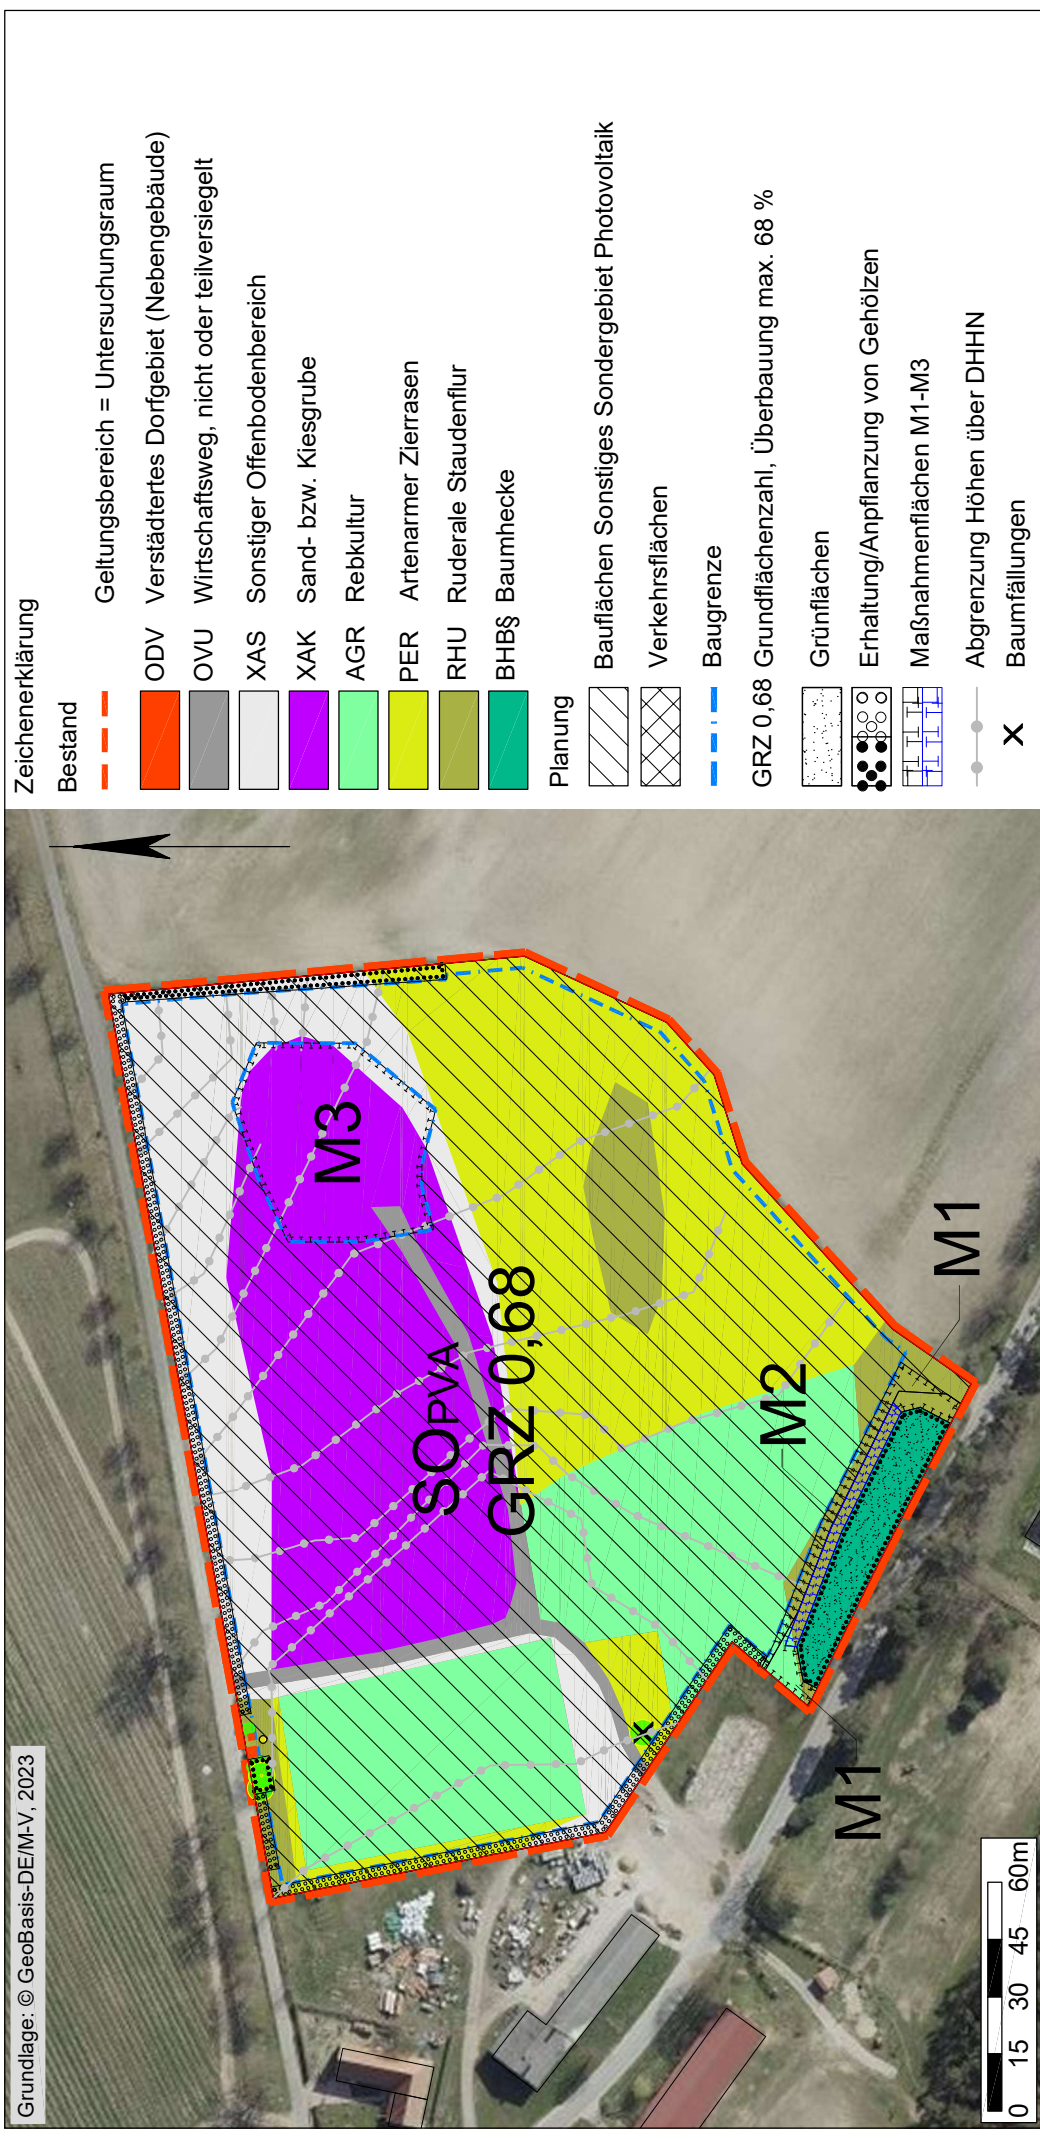 Grundlage: © GeoBasis-DE/M-V, 2023
M3
SOPVA
GRZ 0,68
M2
M1
M1
0 15 30 45 60m
Zeichenerklärung
Bestand
Geltungsbereich = Untersuchungsraum
ODV Verstädtertes Dorfgebiet (Nebengebäude)
OVU Wirtschaftsweg, nicht oder teilversiegelt
XAS Sonstiger Offenbodenbereich
XAK Sand- bzw. Kiesgrube
AGR Rebkultur
PER Artenarmer Zierrasen
RHU Ruderale Staudenflur
BHB§ Baumhecke
Planung
Bauflächen Sonstiges Sondergebiet Photovoltaik
Verkehrsflächen
Baugrenze
GRZ 0,68 Grundflächenzahl, Überbauung max. 68 %
Grünflächen
Erhaltung/Anpflanzung von Gehölzen
Maßnahmenflächen M1-M3
Abgrenzung Höhen über DHHN
Baumfällungen